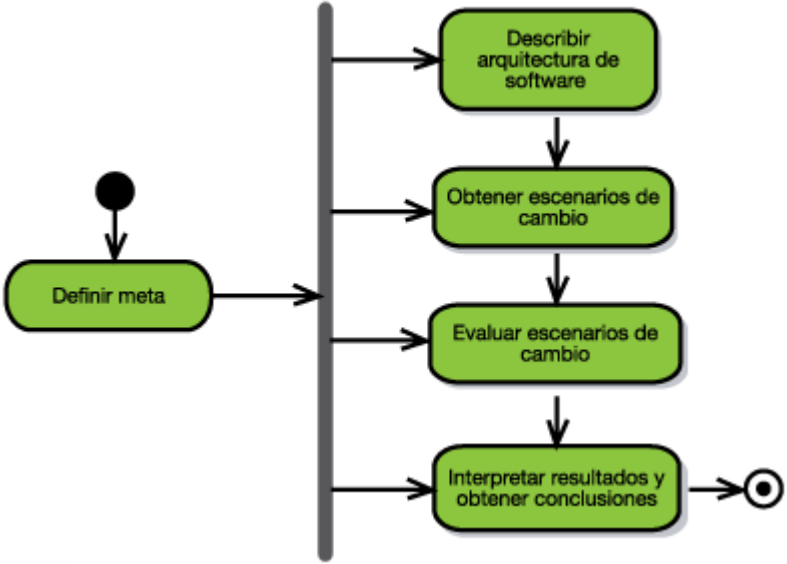 Describir
arquitectura de
software
Obtener escenarios de
cambio
Definir meta
Evaluar escenarios de
cambio
Interpretar resultados y
obtener conclusiones